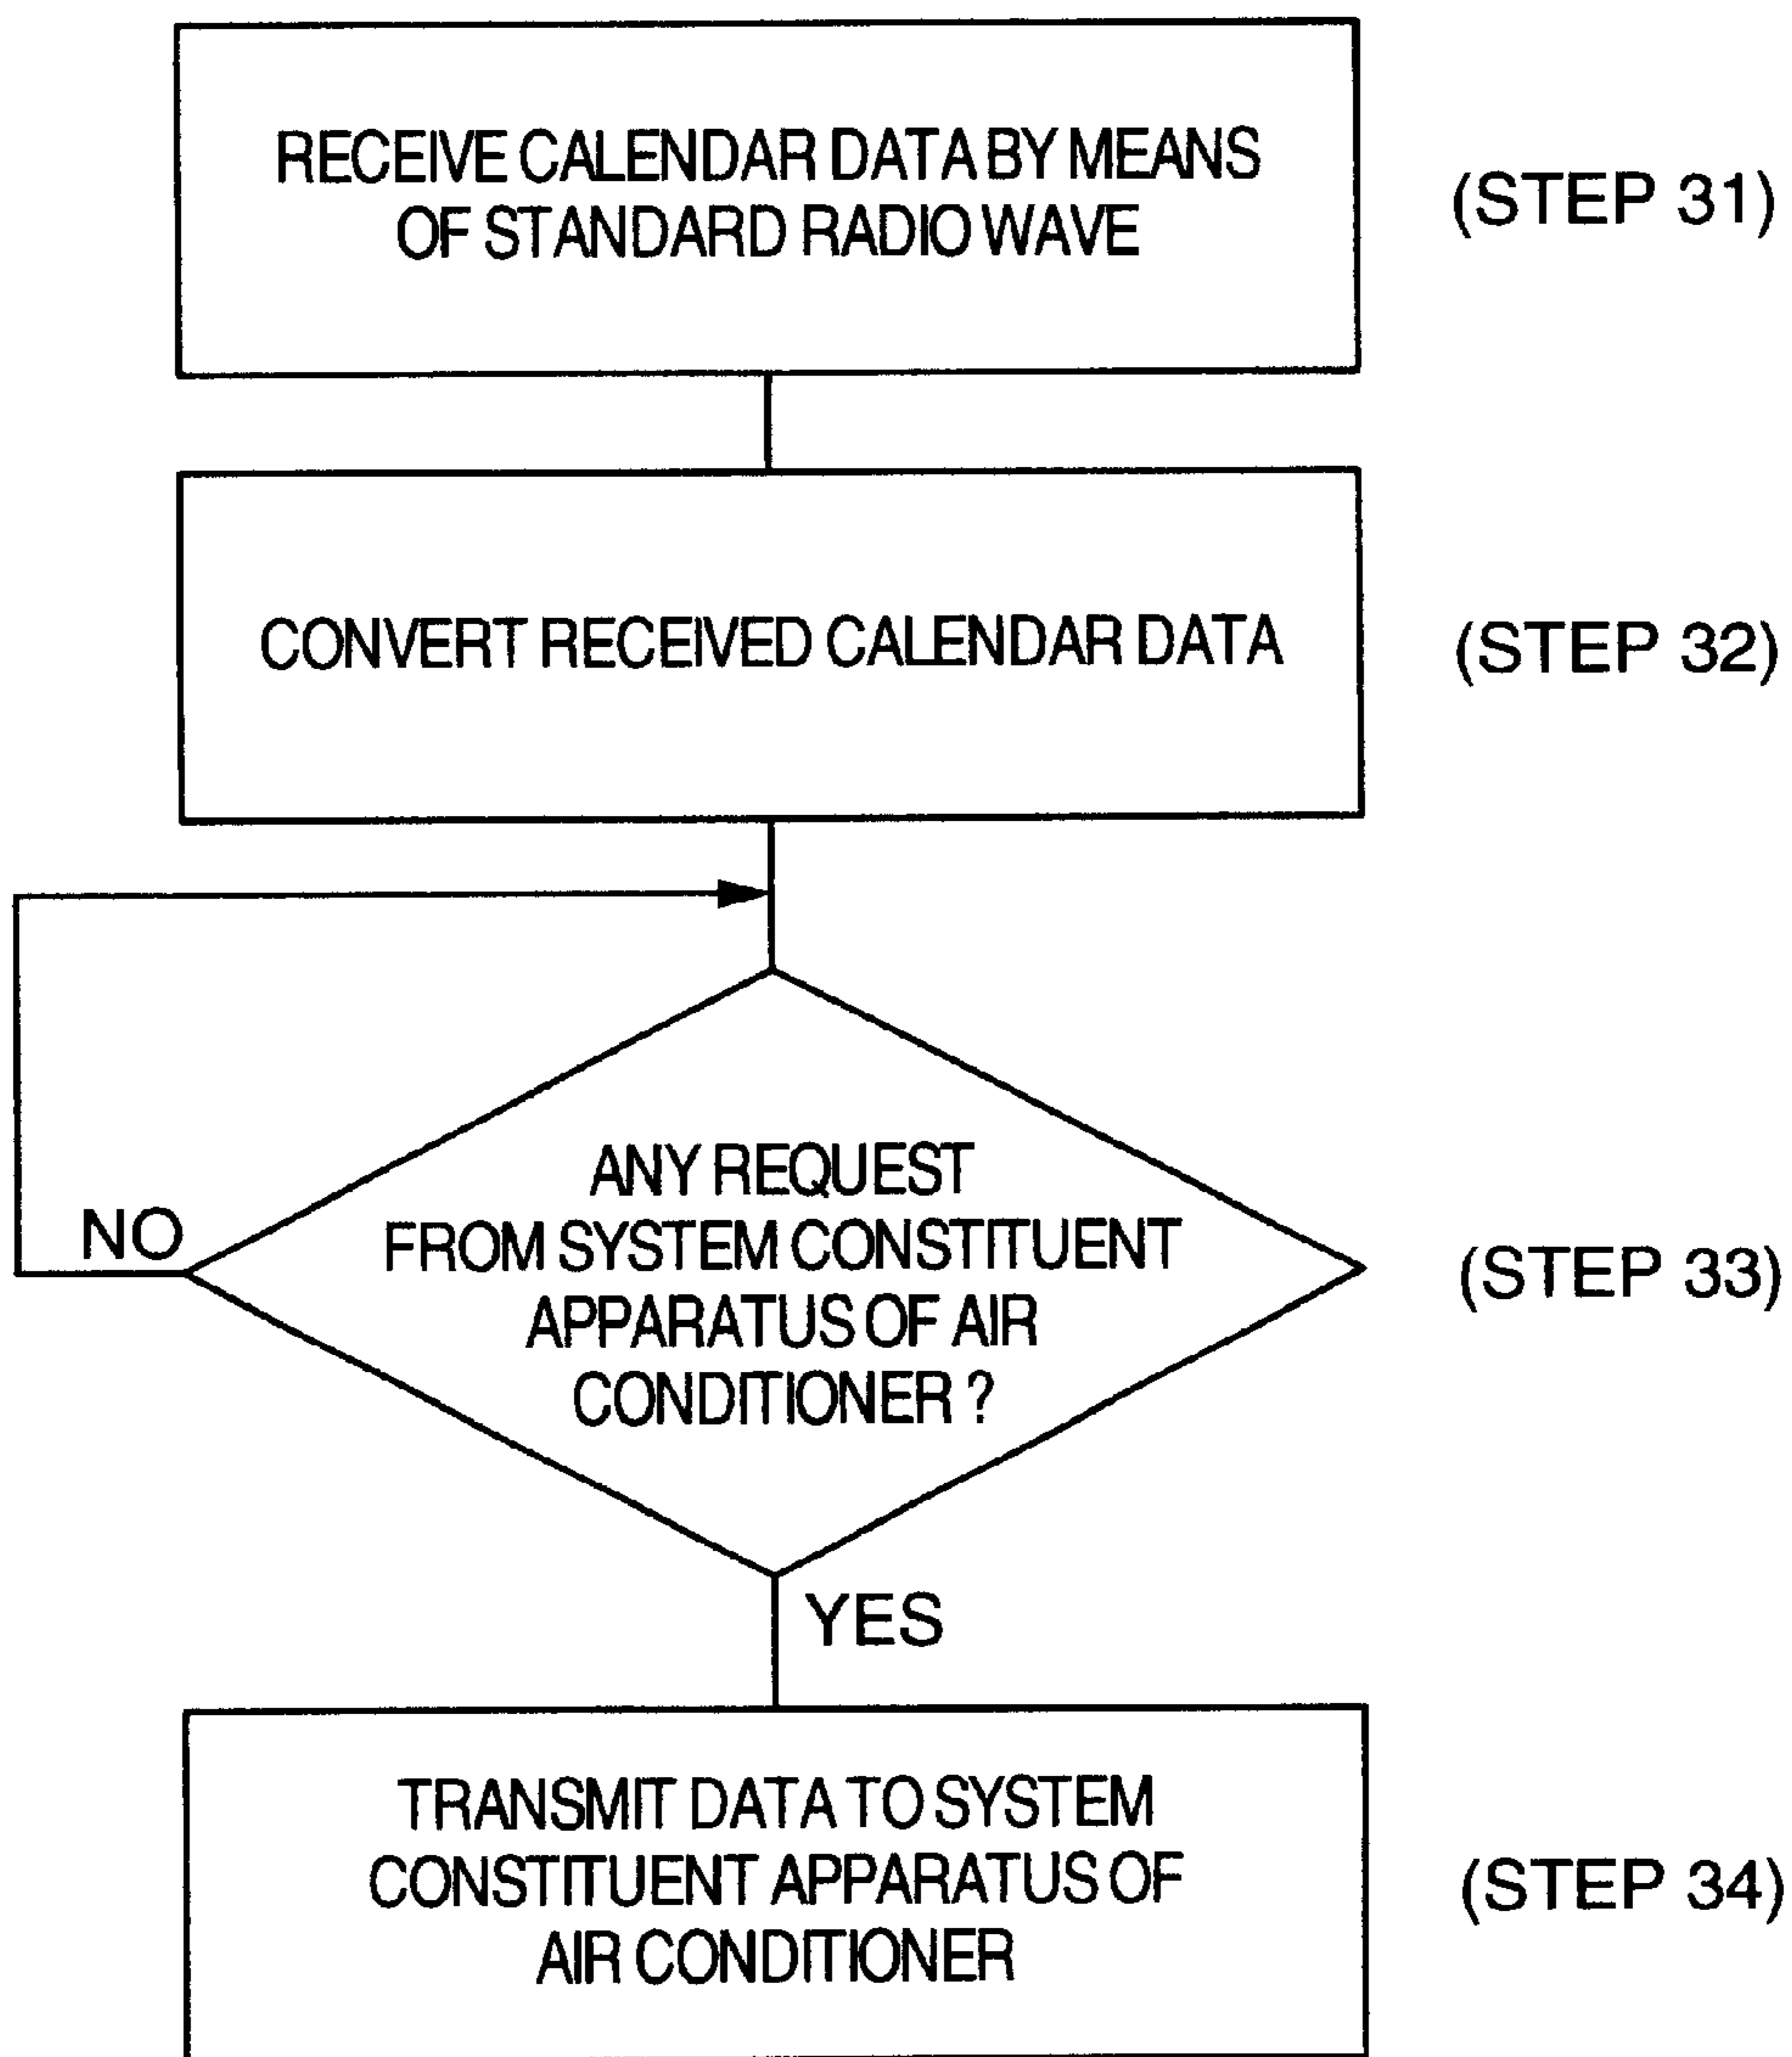 RECEIVE CALENDAR DATA BY MEANS
OF STANDARD RADIO WAVE
(STEP 31)
CONVERT RECEIVED CALENDAR DATA
(STEP 32)
ANY REQUEST
FROM SYSTEM CONSTITUENT
APPARATUS OF AIR
CONDITIONER ?
NO
(STEP 33)
YES
TRANSMIT DATA TO SYSTEM
CONSTITUENT APPARATUS OF
AIR CONDITIONER
(STEP 34)